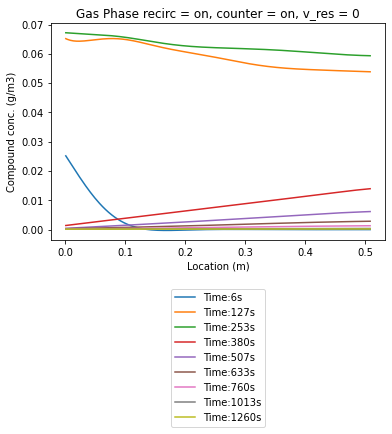 Gas Phase recirc = on, counter = on, v_res = 0
Compound conc. (g/m3)
0.07
0.06
0.05
0.04
0.03
0.02
0.01
0.00
0.0 0.1 0.2 0.3 0.4 0.5
Location (m)
Time:6s
Time:127s
Time:253s
Time:380s
Time:507s
Time:633s
Time:760s
Time:1013s
Time:1260s